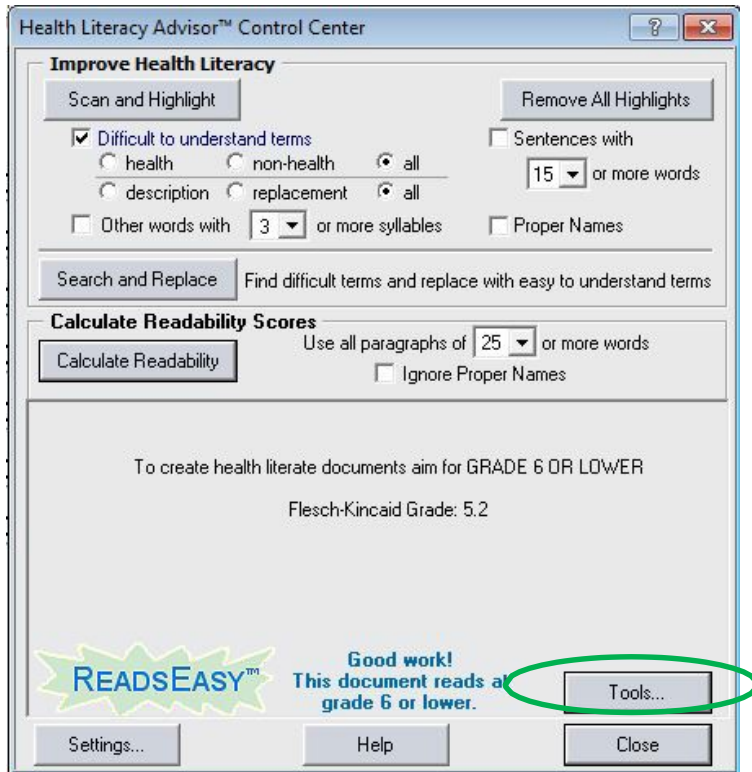 Health Literacy Advisor™ Control Center
Improve Health Literacy
Scan and Highlight Remove All Highlights
Difficult to understand terms Sentences with
health non-health all
15 or more words
description replacement all
Other words with 3 or more syllables Proper Names
Search and Replace Find difficult terms and replace with easy to understand terms
Calculate Readability Scores
Use all paragraphs of 25 or more words
Calculate Readability
Ignore Proper Names
To create health literate documents aim for GRADE 6 OR LOWER
Flesch-Kincaid Grade: 5.2
READSEASY™
Good work!
This document reads at
grade 6 or lower.
Tools...
Settings... Help Close